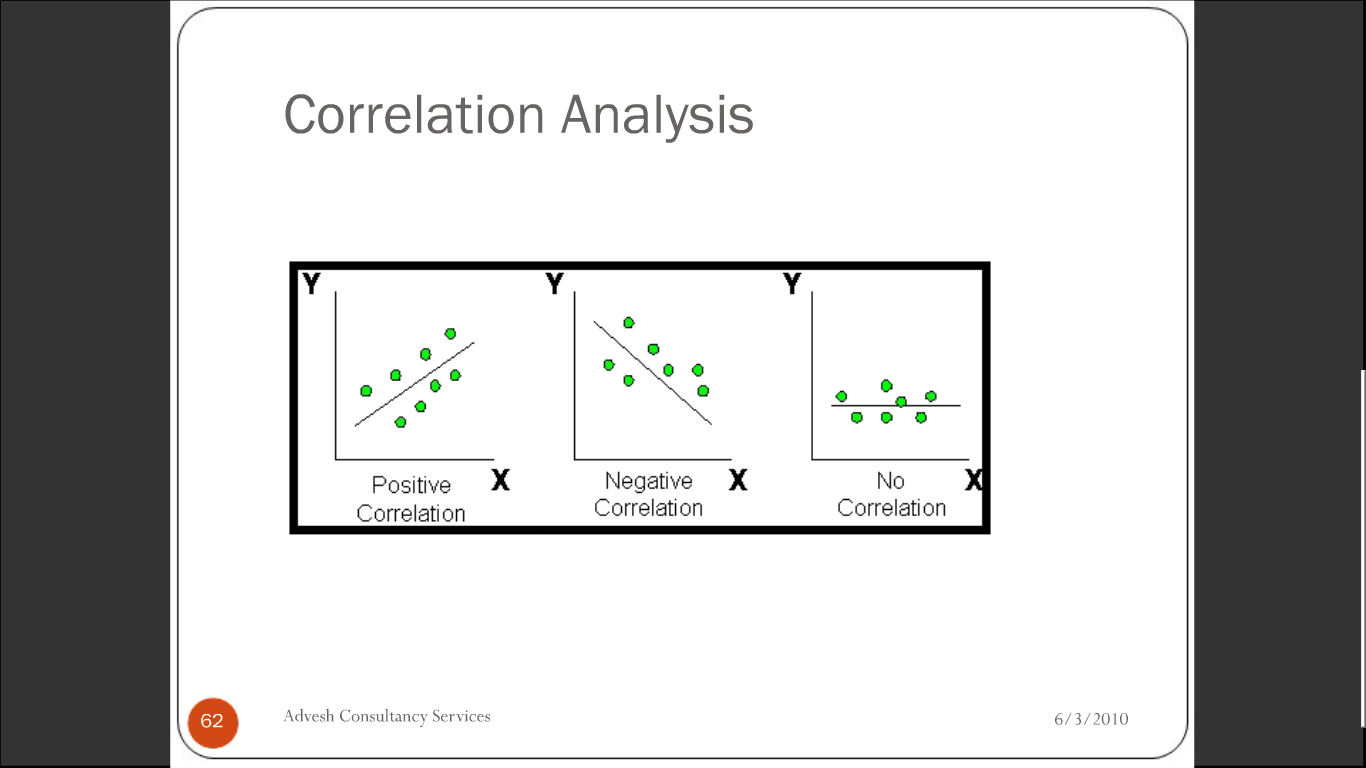 Correlation Analysis
Y
Y
Y
X
X
X
Positive
Correlation
Negative
Correlation
No
Correlation
62
Advesh Consultancy Services
6/3/2010